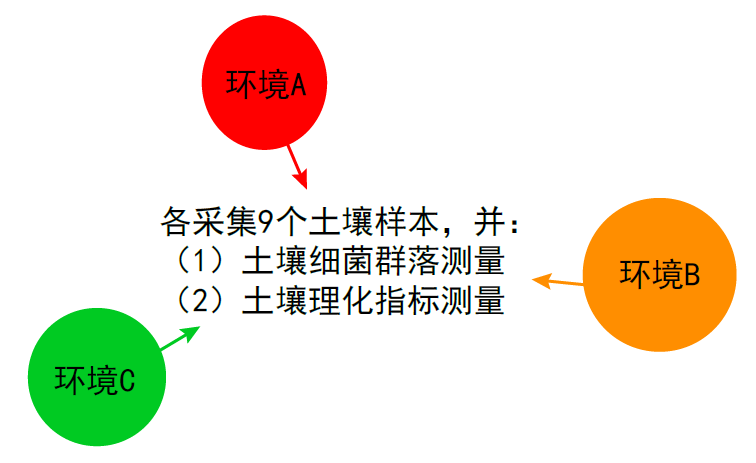 环境A
各采集9个土壤样本，并：
（1）土壤细菌群落测量
（2）土壤理化指标测量
环境B
环境C